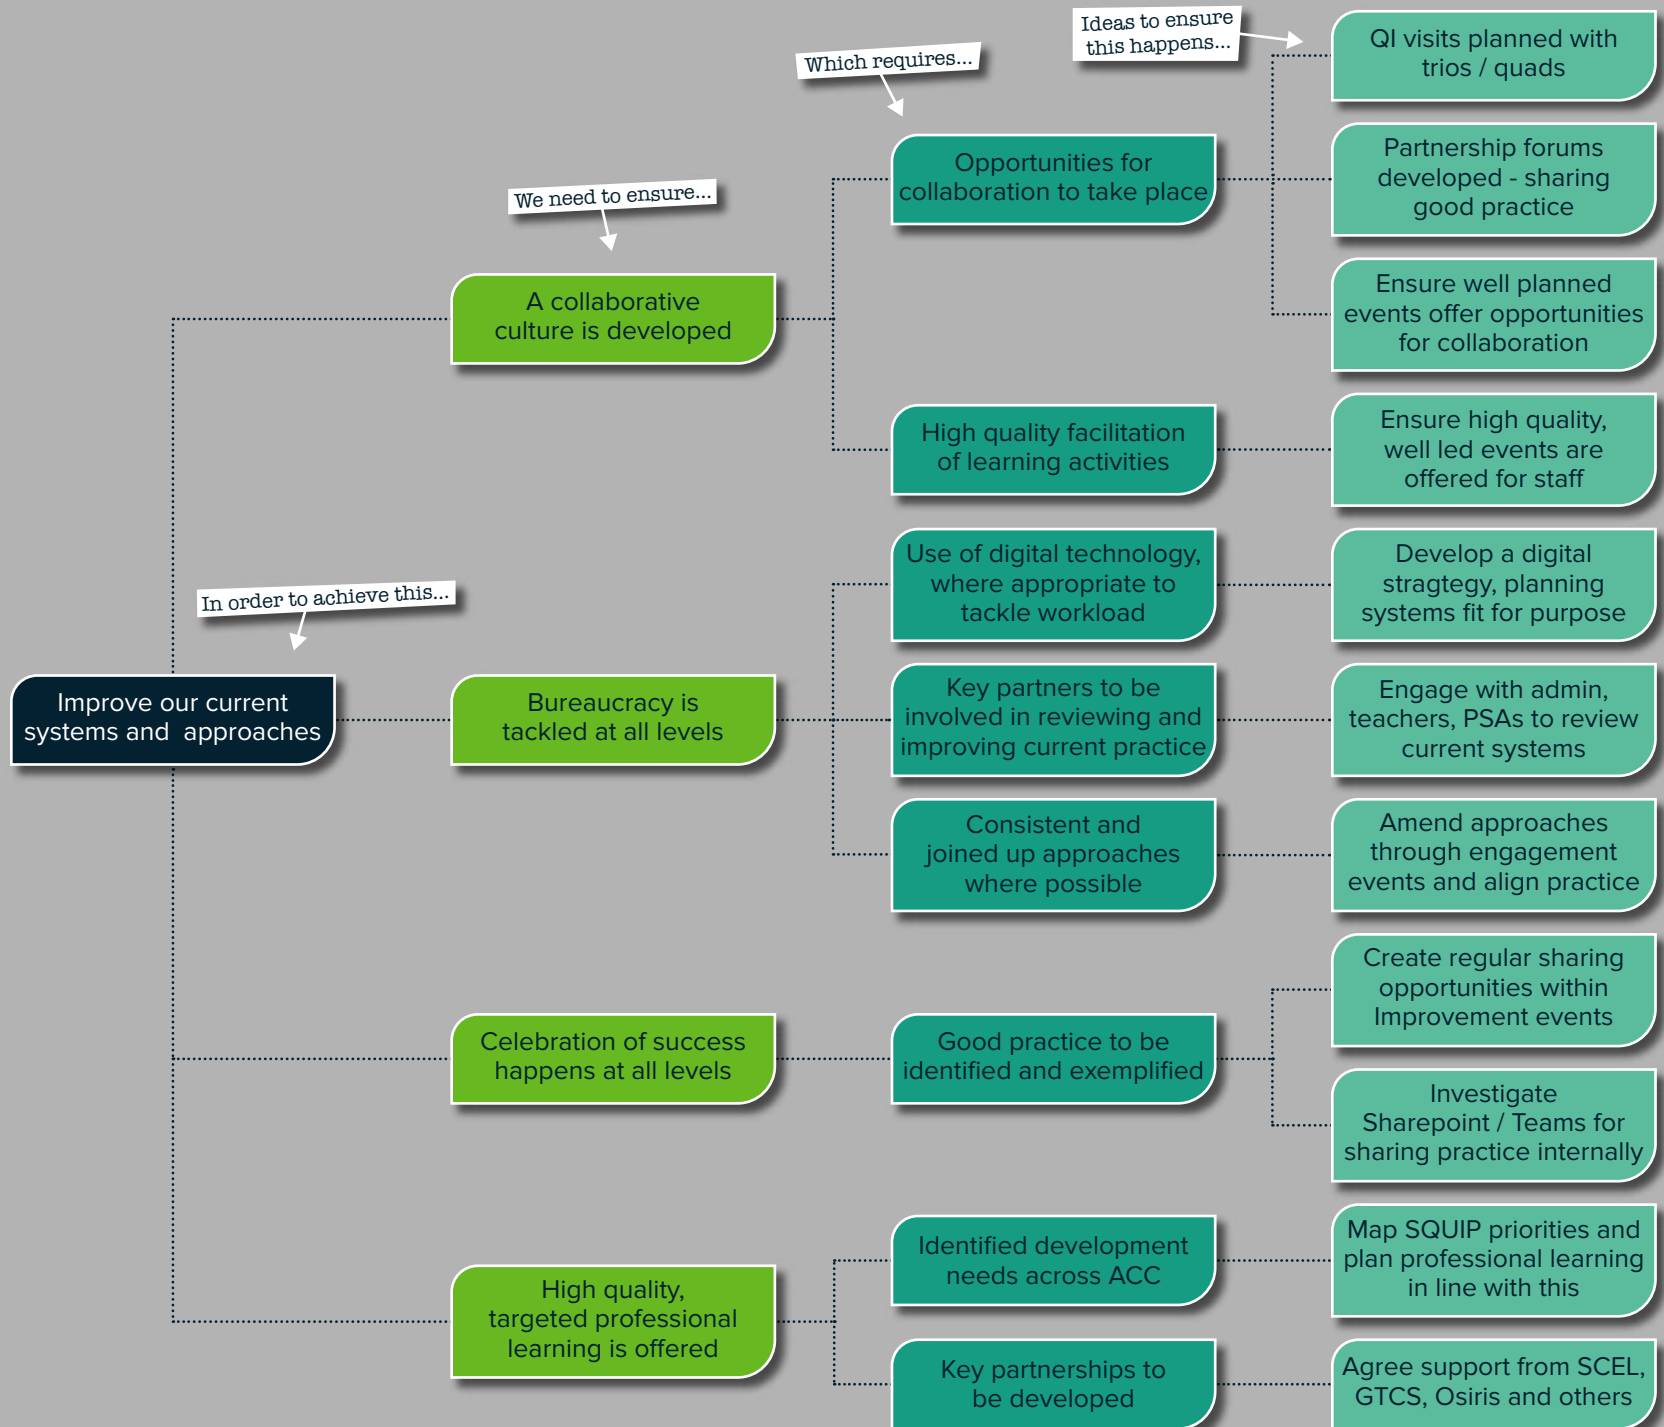 Ideas to ensure
this happens...
QI visits planned with
trios / quads
Which requires...
Opportunities for
collaboration to take place
Partnership forums
developed - sharing
good practice
We need to ensure...
A collaborative
culture is developed
Ensure well planned
events offer opportunities
for collaboration
High quality facilitation
of learning activities
Ensure high quality,
well led events are
offered for staff
Use of digital technology,
where appropriate to
tackle workload
Develop a digital
stragtegy, planning
systems fit for purpose
In order to achieve this...
Improve our current
systems and  approaches
Bureaucracy is
tackled at all levels
Key partners to be
involved in reviewing and
improving current practice
Engage with admin,
teachers, PSAs to review
current systems
Consistent and
joined up approaches
where possible
Amend approaches
through engagement
events and align practice
Celebration of success
happens at all levels
Good practice to be
identified and exemplified
Create regular sharing
opportunities within
Improvement events
Investigate
Sharepoint / Teams for
sharing practice internally
High quality,
targeted professional
learning is offered
Identified development
needs across ACC
Map SQUIP priorities and
plan professional learning
in line with this
Key partnerships to
be developed
Agree support from SCEL,
GTCS, Osiris and others